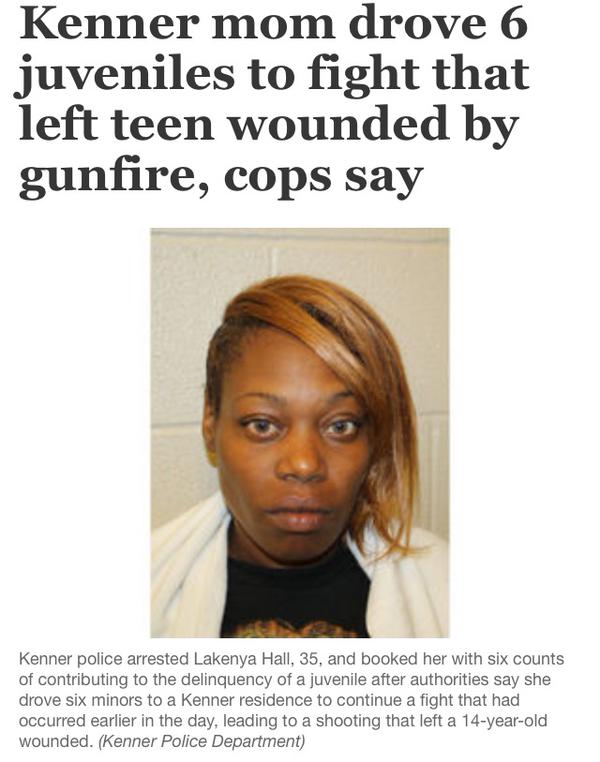 Kenner mom drove 6
juveniles to fight that
left teen wounded by
gunfire, cops say
Kenner police arrested Lakenya Hall, 35, and booked her with six counts
of contributing to the delinquency of a juvenile after authorities say she
drove six minors to a Kenner residence to continue a fight that had
occurred earlier in the day, leading to a shooting that left a 14-year-old
wounded. (Kenner Police Department)